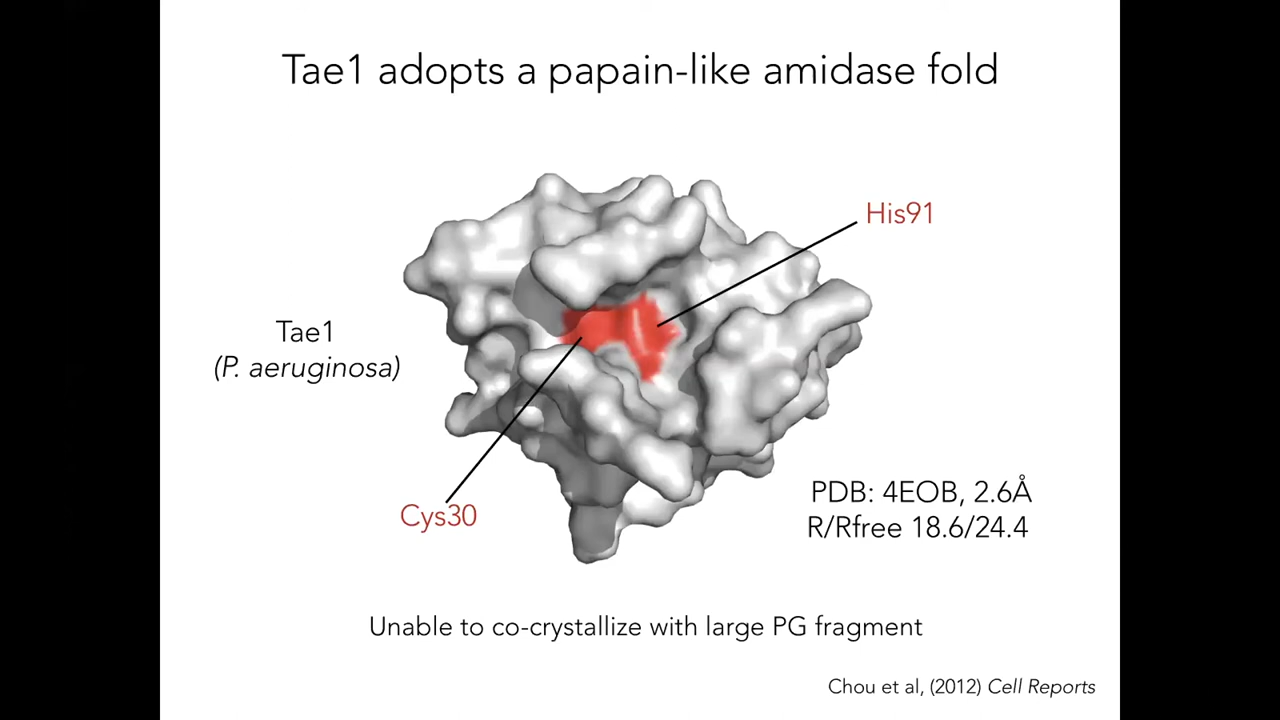 Tae1 adopts a papain-like amidase fold
His91
Tae1
(P. aeruginosa)
Cys30
PDB: 4EOB, 2.6Å
R/Rfree 18.6/24.4
Unable to co-crystallize with large PG fragment
Chou et al, (2012) Cell Reports